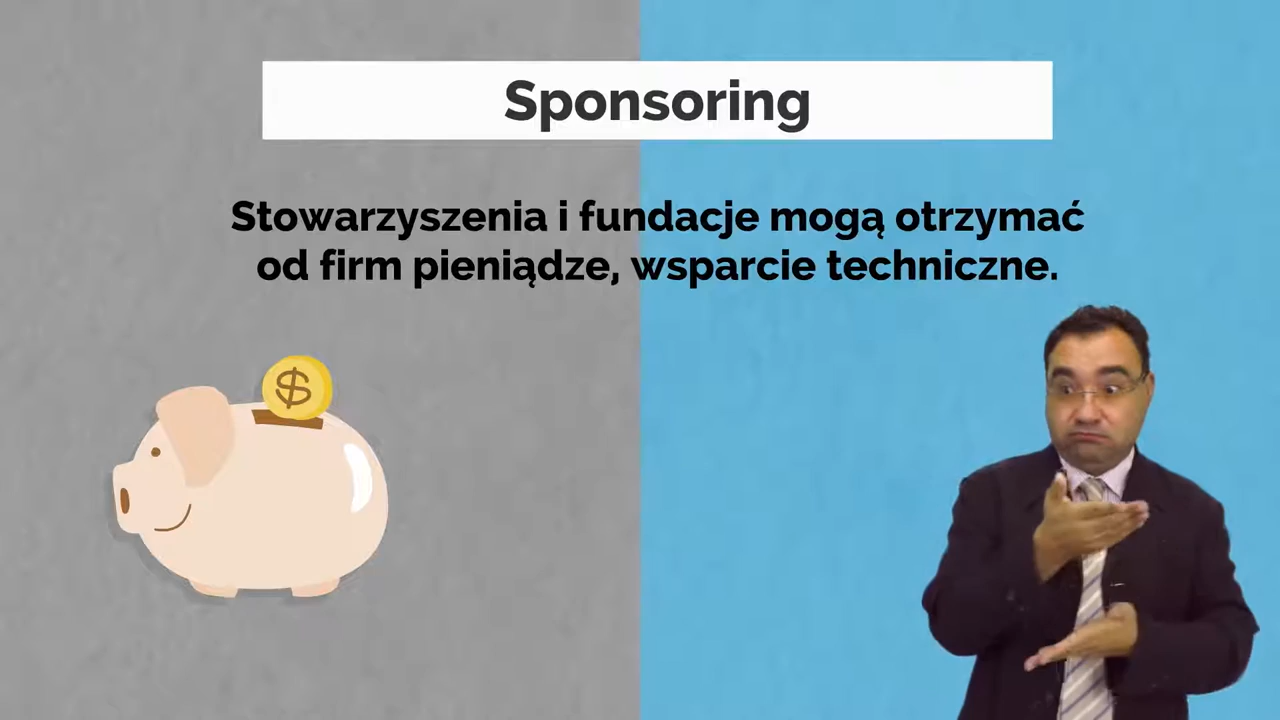 Sponsoring
Stowarzyszenia i fundacje mogą otrzymać
od firm pieniądze, wsparcie techniczne.
$